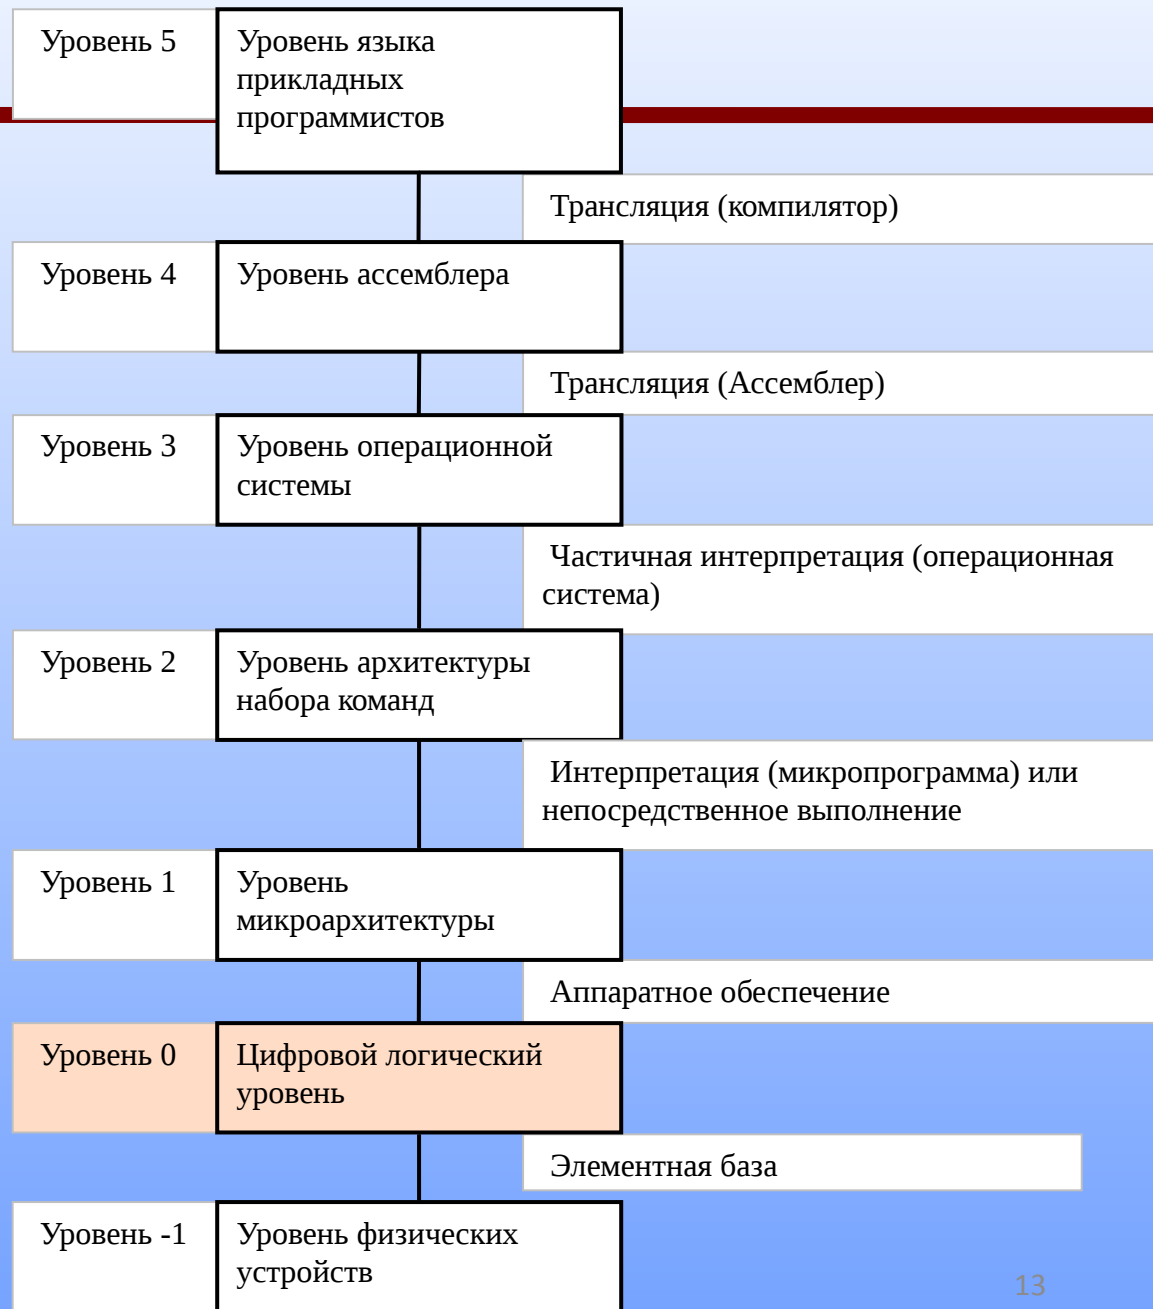 Уровень 5
Уровень языка
прикладных
программистов
Трансляция (компилятор)
Уровень 4
Уровень ассемблера
Трансляция (Ассемблер)
Уровень 3
Уровень операционной
системы
Частичная интерпретация (операционная
система)
Уровень 2
Уровень архитектуры
набора команд
Интерпретация (микропрограмма) или
непосредственное выполнение
Уровень 1
Уровень
микроархитектуры
Аппаратное обеспечение
Уровень 0
Цифровой логический
уровень
Элементная база
Уровень -1
Уровень физических
устройств
13